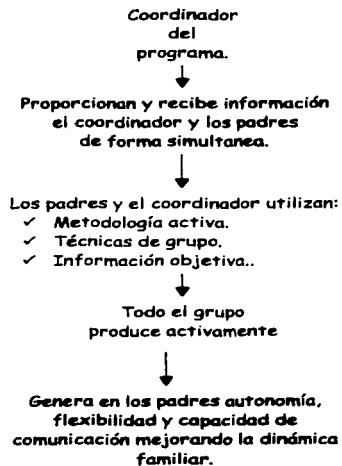 Coordinador
del
programa.
Proporcionan y recibe información
el coordinador y los padres
de forma simultanea.
Los padres y el coordinador utilizan:
✓ Metodología activa.
✓ Técnicas de grupo.
✓ Información objetiva..
Todo el grupo
produce activamente
Genera en los padres autonomía,
flexibilidad y capacidad de
comunicación mejorando la dinámica
familiar.